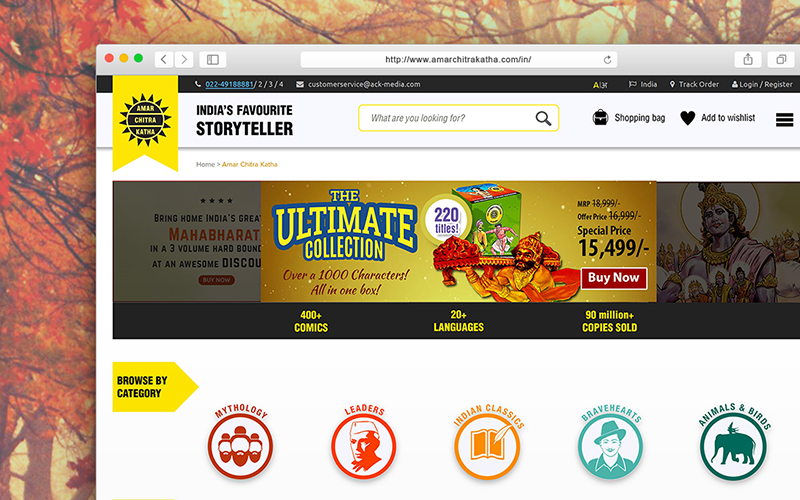 http://www.amarchitrakatha.com/in/
022-49188881/ 2 / 3 / 4
customerservice@ack-media.com
India
Track Order
Login / Register
AMAR
CHITRA
KATHA
INDIA'S FAVOURITE
STORYTELLER
What are you looking for?
Shopping bag
Add to wishlist
Home > Amar Chitra Katha
BRING HOME INDIA'S GREA
MAHABHARAT
IN A 3 VOLUME HARD BOUND
AT AN AWESOME DISCOU
BUY NOW
THE
ULTIMATE
COLLECTION
Over a 1000 Characters!
All in one box!
220
titles!
MRP 18,999/-
Offer Price 16,999/-
Special Price
15,499/-
Buy Now
400+
COMICS
20+
LANGUAGES
90 million+
COPIES SOLD
BROWSE BY
CATEGORY
MYTHOLOGY
LEADERS
INDIAN CLASSICS
BRAVEHEARTS
ANIMALS & BIRDS